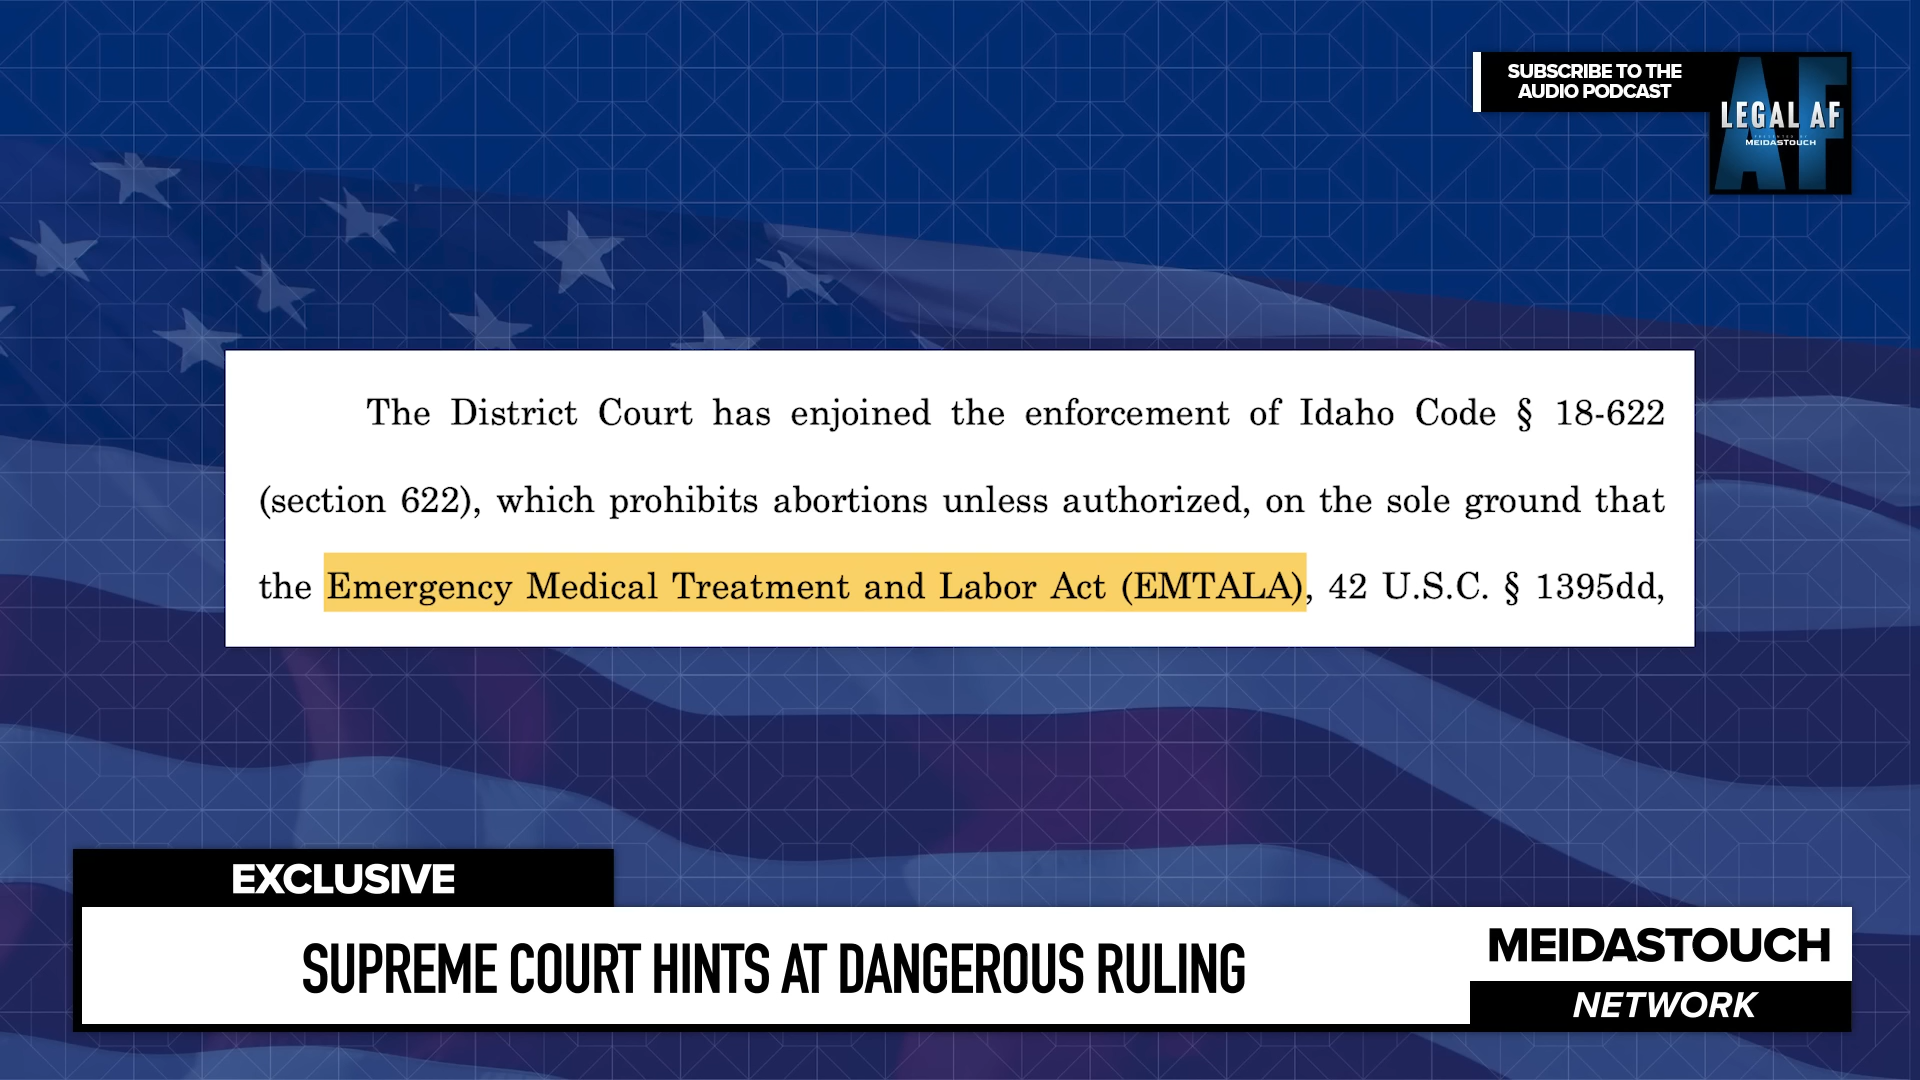 SUBSCRIBE TO THE
AUDIO PODCAST
LEGAL AF
MEIDASTOUCH
The District Court has enjoined the enforcement of Idaho Code § 18-622
(section 622), which prohibits abortions unless authorized, on the sole ground that
the Emergency Medical Treatment and Labor Act (EMTALA), 42 U.S.C. § 1395dd,
EXCLUSIVE
SUPREME COURT HINTS AT DANGEROUS RULING
MEIDASTOUCH
NETWORK